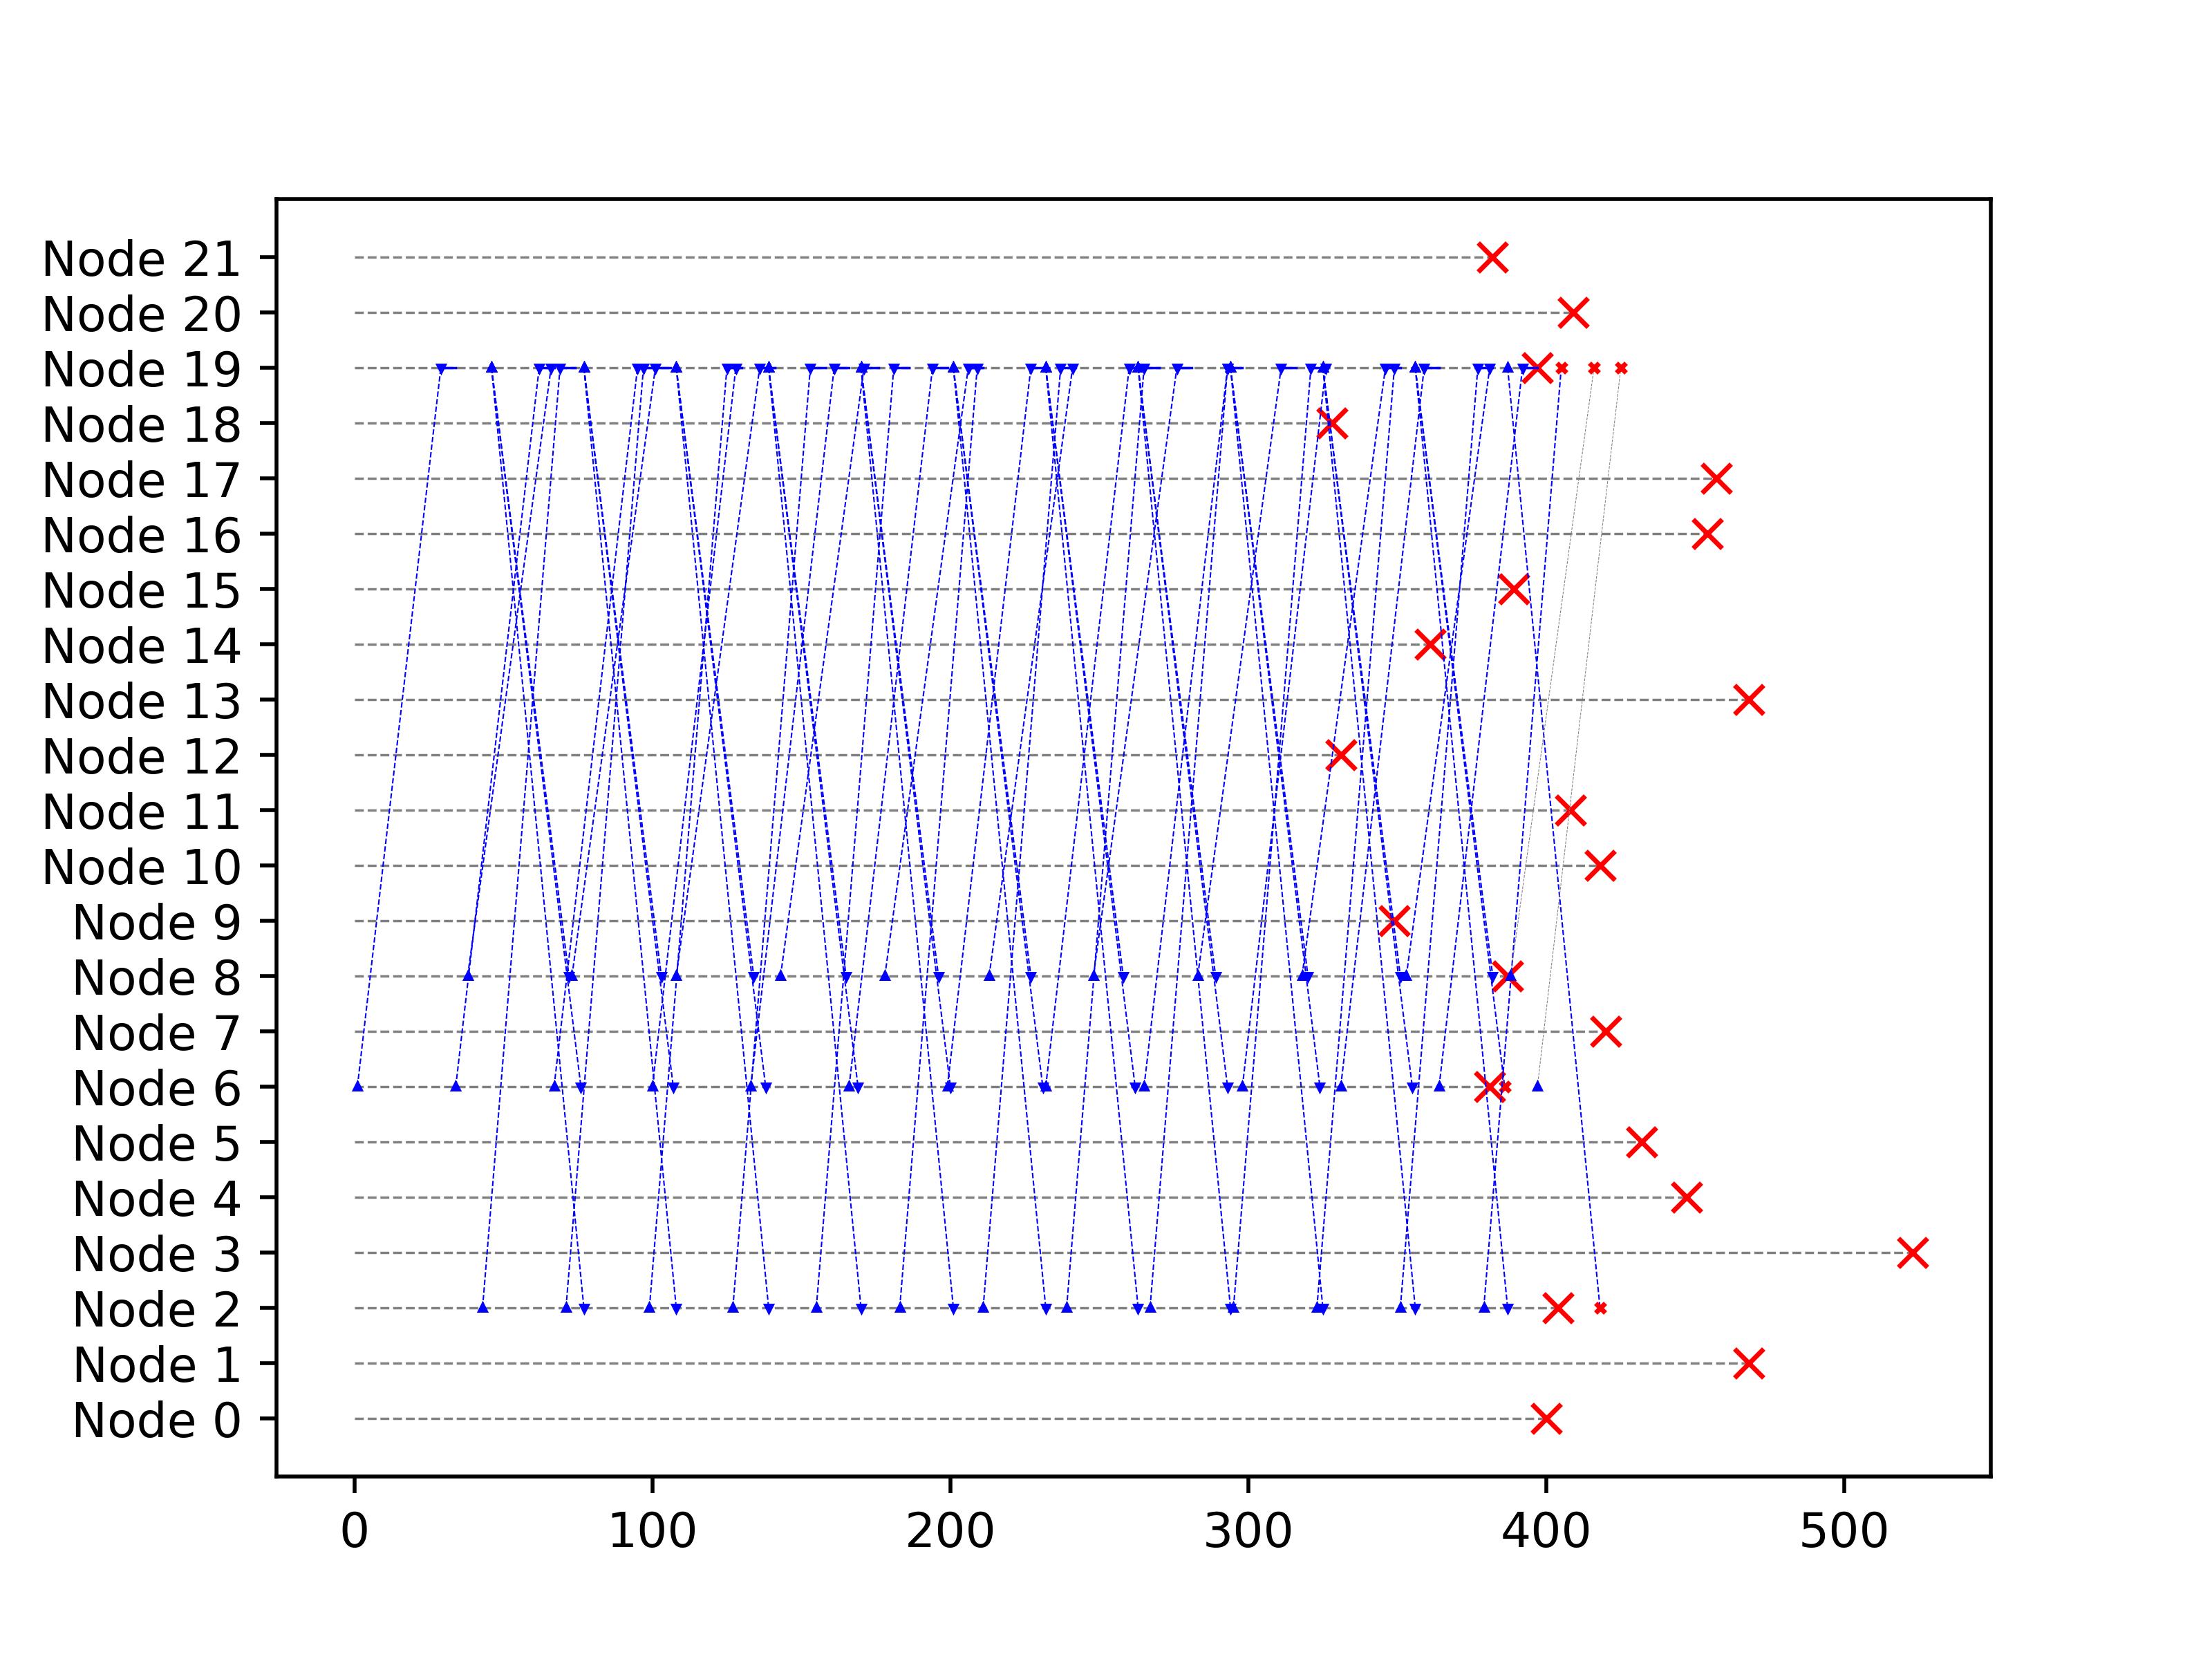 Node 21
Node 20
Node 19
Node 18
Node 17
Node 16
Node 15
Node 14
Node 13
Node 12
Node 11
Node 10
Node 9
Node 8
Node 7
Node 6
Node 5
Node 4
Node 3
Node 2
Node 1
Node 0
0 100 200 300 400 500